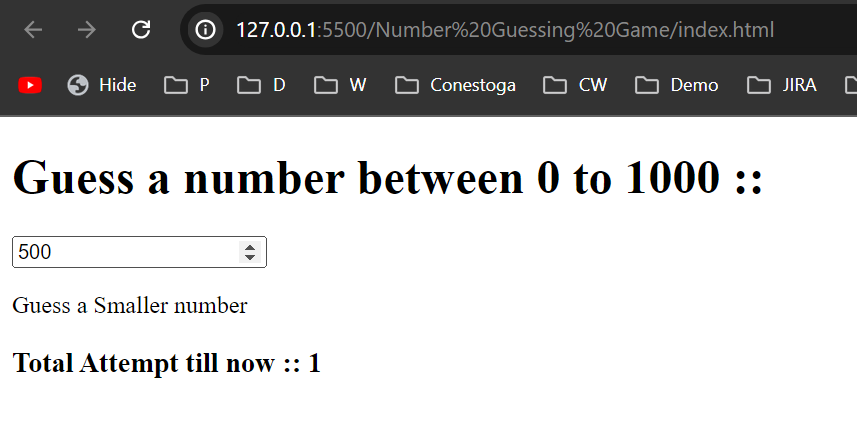 127.0.0.1:5500/Number%20Guessing%20Game/index.html
Hide P D W Conestoga CW Demo JIRA
Guess a number between 0 to 1000 ::
500
Guess a Smaller number
Total Attempt till now :: 1